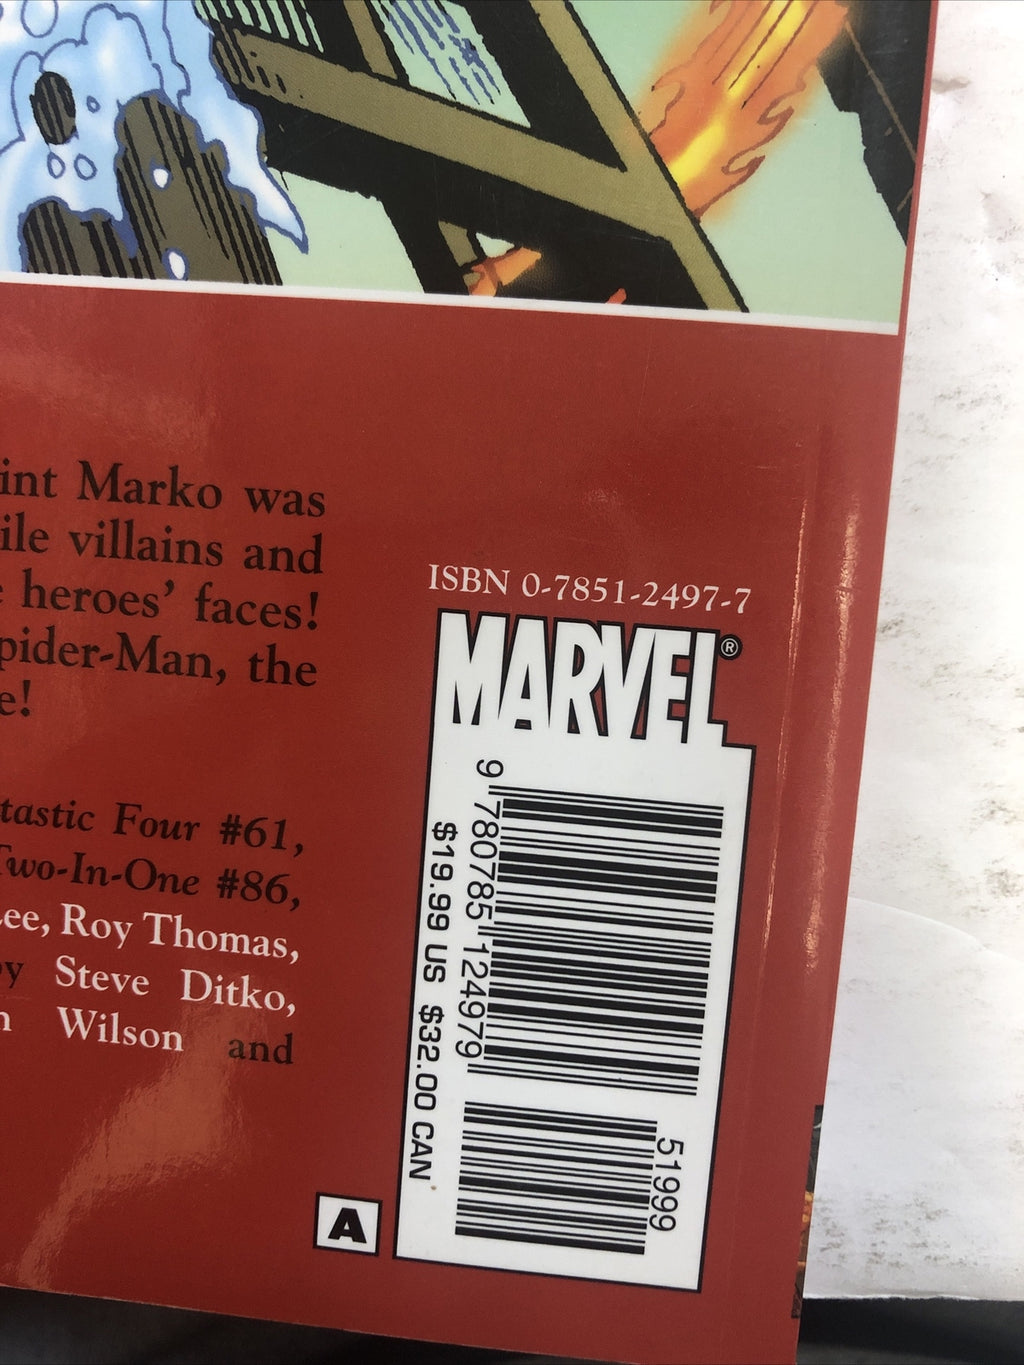 int Marko was
ile villains and
heroes' faces!
pider-Man, the
e!
ISBN 0-7851-2497-7
MARVEL®
9 780785 124979
$19.99 US $32.00 CAN
51999
tastic Four #61,
Two-In-One #86,
Lee, Roy Thomas,
by Steve Ditko,
n Wilson and
A